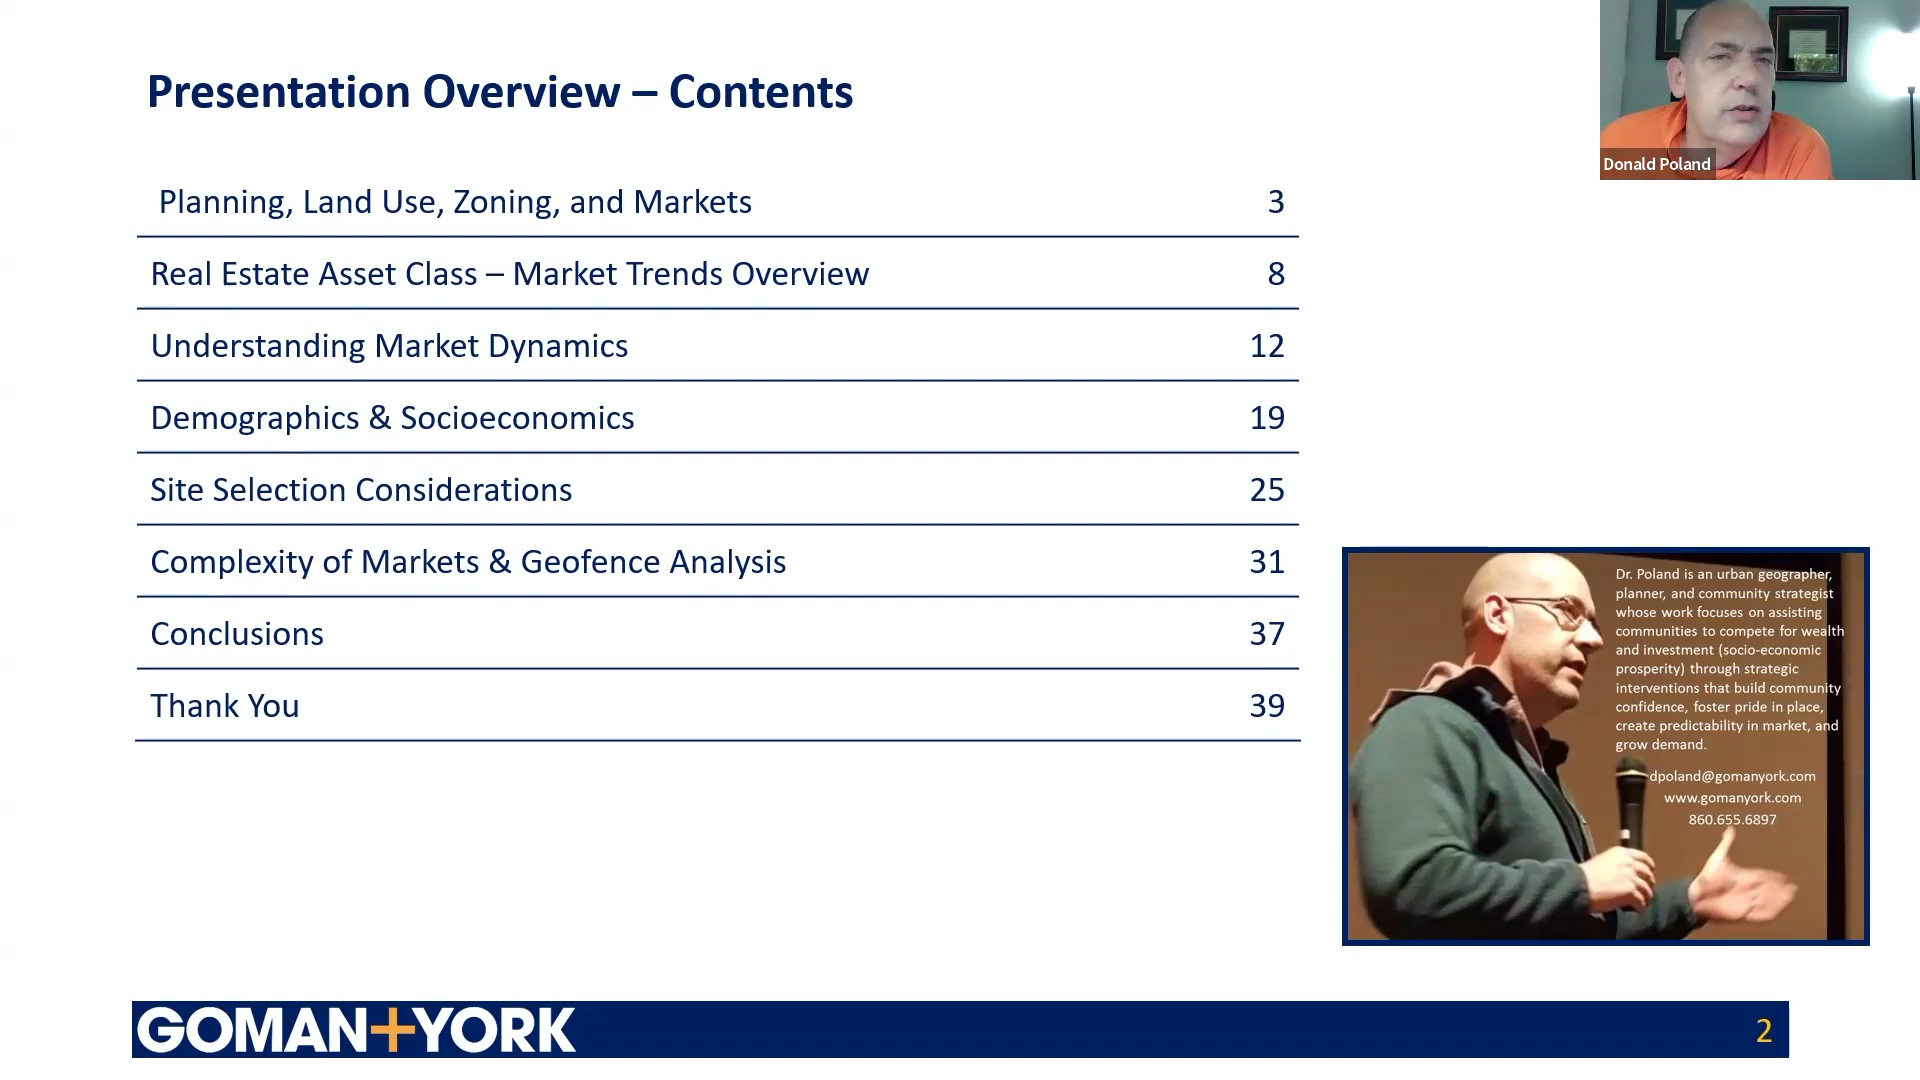 Presentation Overview – Contents
Donald Poland
Planning, Land Use, Zoning, and Markets 3
Real Estate Asset Class – Market Trends Overview 8
Understanding Market Dynamics 12
Demographics & Socioeconomics 19
Site Selection Considerations 25
Complexity of Markets & Geofence Analysis 31
Conclusions 37
Thank You 39
Dr. Poland is an urban geographer,
planner, and community strategist
whose work focuses on assisting
communities to compete for wealth
and investment (socio-economic
prosperity) through strategic
interventions that build community
confidence, foster pride in place,
create predictability in market, and
grow demand.
dpoland@gomanyork.com
www.gomanyork.com
860.655.6897
GOMAN+YORK
2